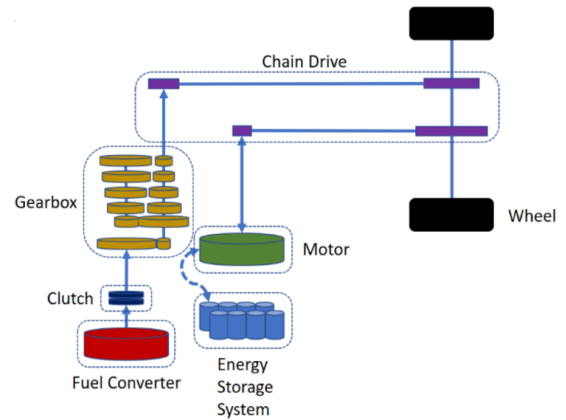 Chain Drive
Gearbox
Wheel
Motor
Clutch
Fuel Converter
Energy
Storage
System